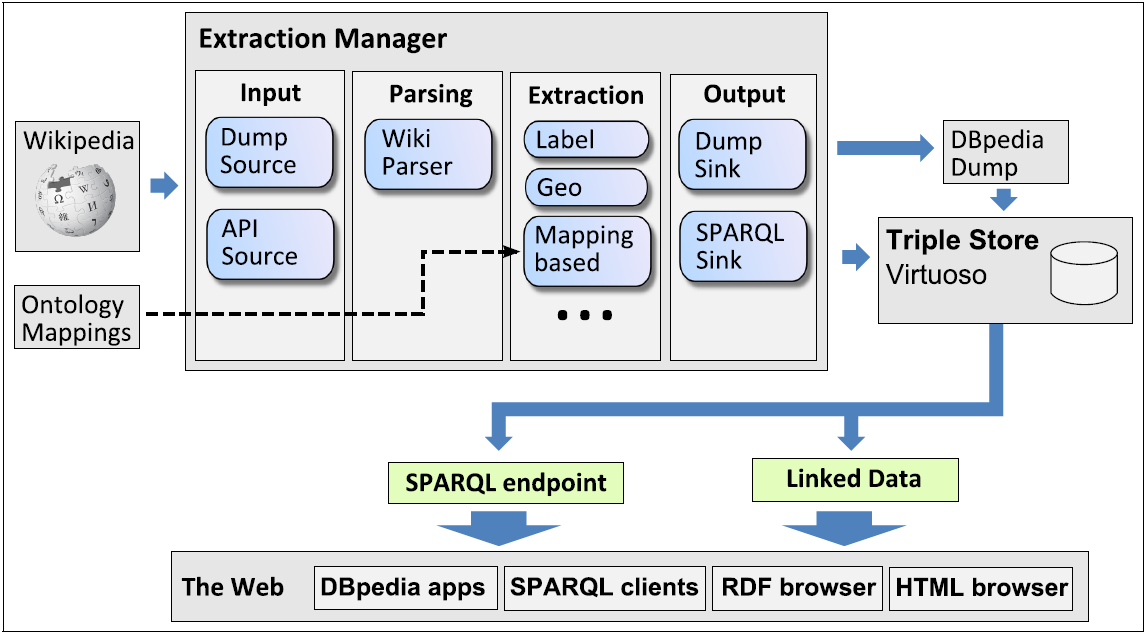 Extraction Manager
Input
Parsing
Extraction
Output
Wikipedia
Dump
Source
API
Source
Wiki
Parser
Label
Geo
Mapping
based
• • •
Dump
Sink
SPARQL
Sink
Ontology
Mappings
DBpedia
Dump
Triple Store
Virtuoso
SPARQL endpoint
Linked Data
The Web
DBpedia apps
SPARQL clients
RDF browser
HTML browser